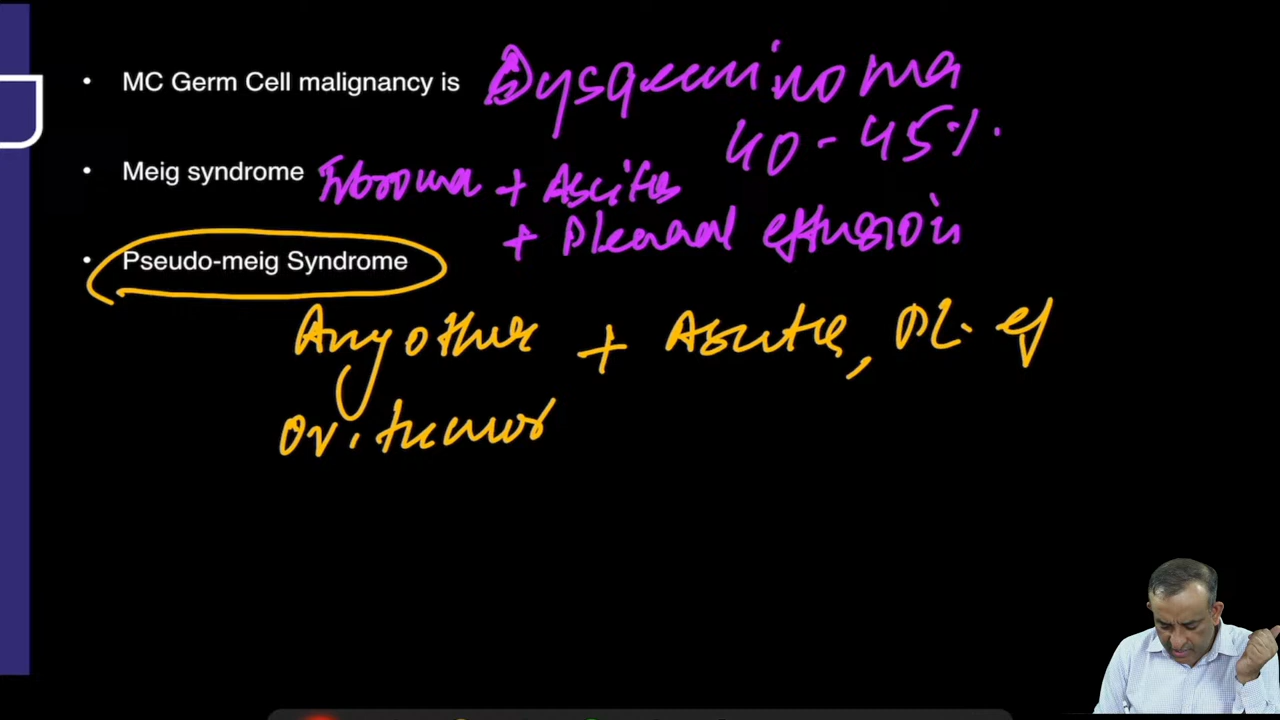 • MC Germ Cell malignancy is Dysgerminoma
40 - 45%.
• Meig syndrome Fibroma + Ascites
+ Pleural effusion
• Pseudo-meig Syndrome
Any other + Ascites, Pl. ef
Ov. tumor